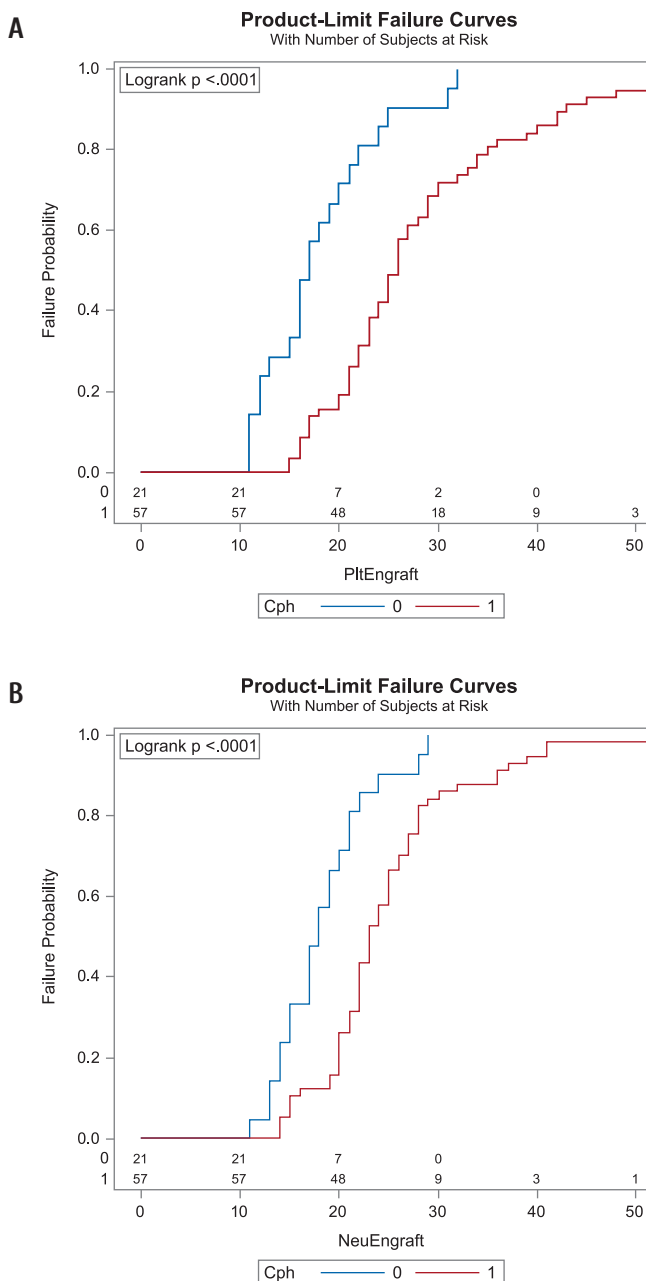 A
Product-Limit Failure Curves
With Number of Subjects at Risk
Logrank p <.0001
1.0
0.8
0.6
0.4
0.2
0.0
Failure Probability
0 21 21 7 2 0
1 57 57 48 18 9 3
0 10 20 30 40 50
PltEngraft
Cph 0 1
B
Product-Limit Failure Curves
With Number of Subjects at Risk
Logrank p <.0001
1.0
0.8
0.6
0.4
0.2
0.0
Failure Probability
0 21 21 7 0
1 57 57 48 9 3 1
0 10 20 30 40 50
NeuEngraft
Cph 0 1